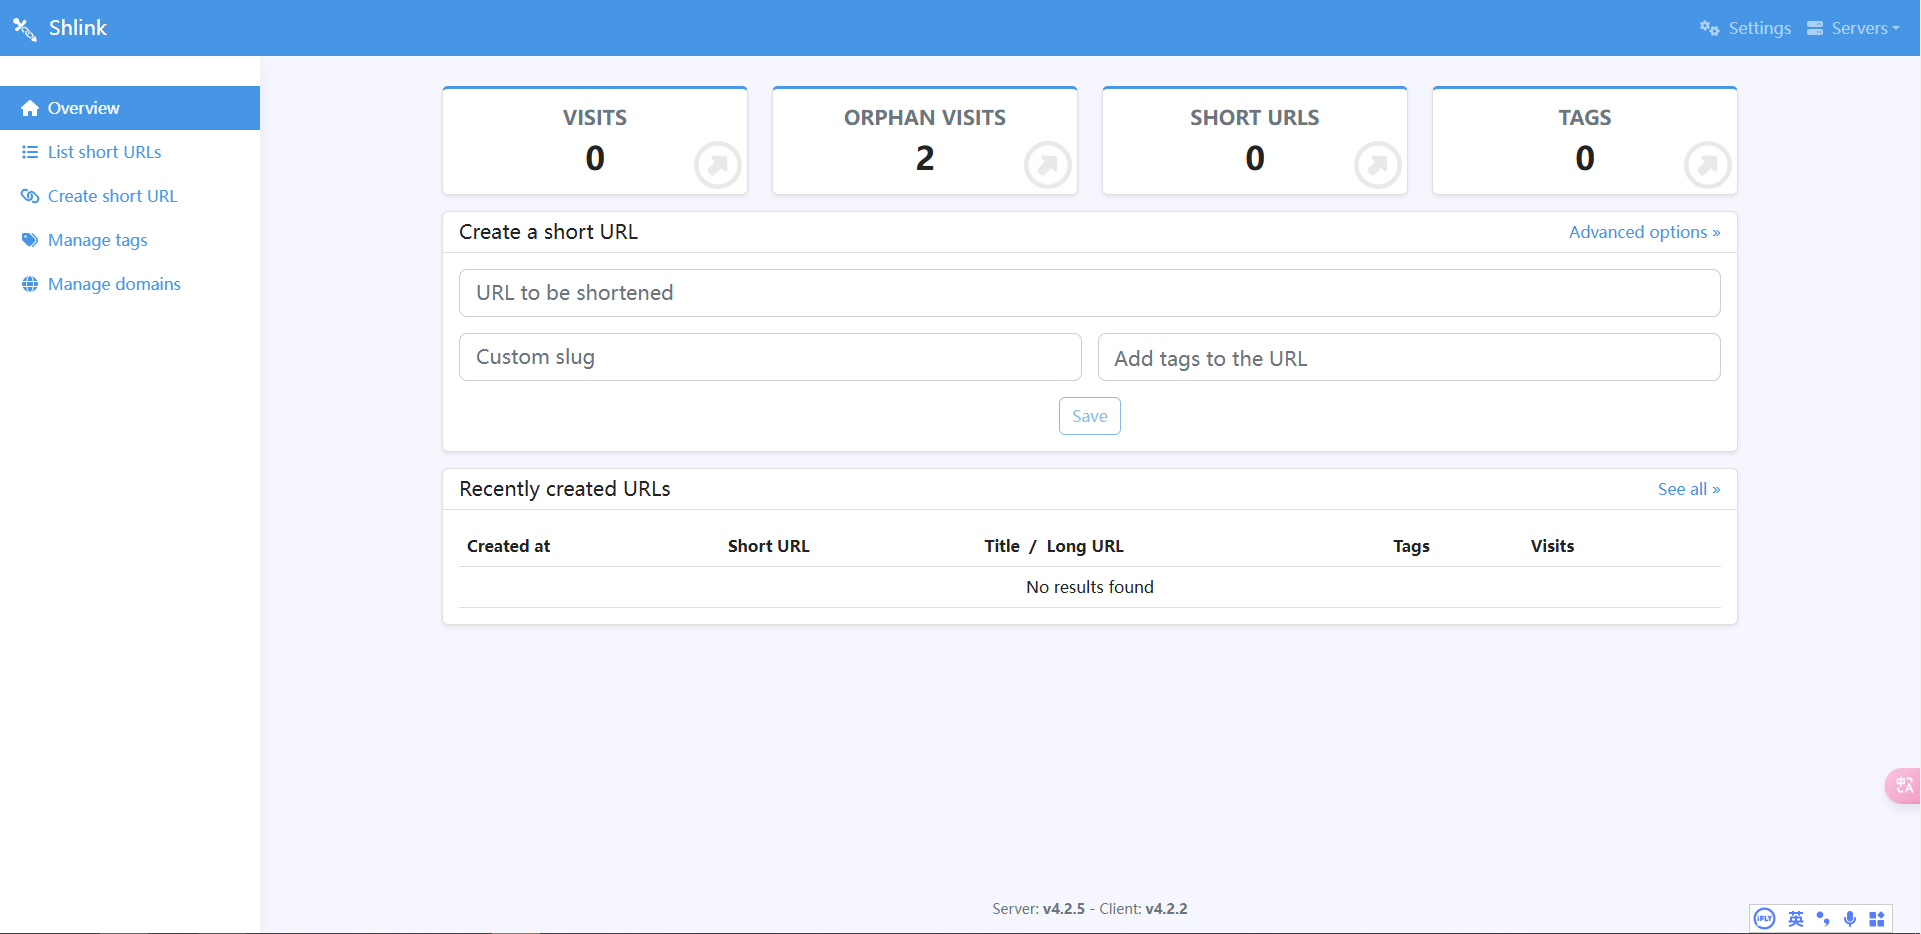 Shlink
Settings
Servers
Overview
List short URLs
Create short URL
Manage tags
Manage domains
VISITS
0
ORPHAN VISITS
2
SHORT URLS
0
TAGS
0
Create a short URL
Advanced options »
URL to be shortened
Custom slug
Add tags to the URL
Save
Recently created URLs
See all »
Created at Short URL Title / Long URL Tags Visits
No results found
Server: v4.2.5 - Client: v4.2.2
iFLY 英